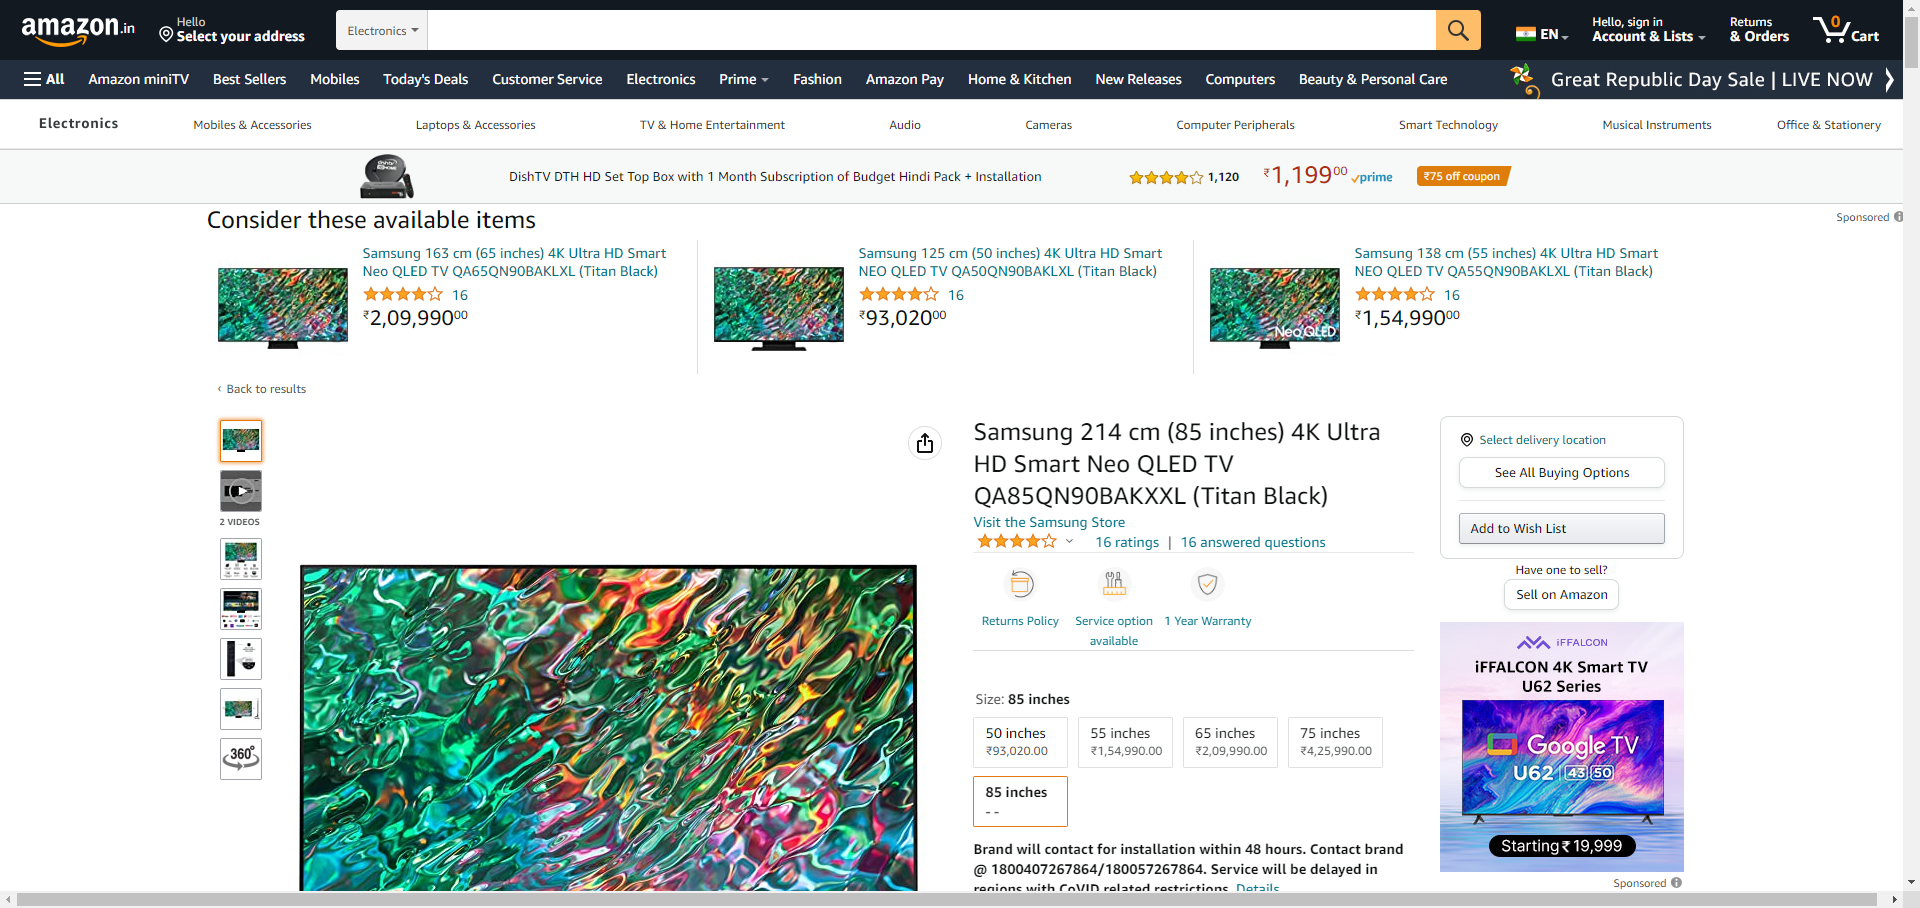 amazon.in
Hello
Select your address
Electronics
EN
Hello, sign in
Account & Lists
Returns
& Orders
0
Cart
All
Amazon miniTV
Best Sellers
Mobiles
Today's Deals
Customer Service
Electronics
Prime
Fashion
Amazon Pay
Home & Kitchen
New Releases
Computers
Beauty & Personal Care
Great Republic Day Sale | LIVE NOW
Electronics
Mobiles & Accessories
Laptops & Accessories
TV & Home Entertainment
Audio
Cameras
Computer Peripherals
Smart Technology
Musical Instruments
Office & Stationery
DishTV DTH HD Set Top Box with 1 Month Subscription of Budget Hindi Pack + Installation
1,120
₹1,19900
prime
₹75 off coupon
Consider these available items
Sponsored
Samsung 163 cm (65 inches) 4K Ultra HD Smart
Neo QLED TV QA65QN90BAKLXL (Titan Black)
16
₹2,09,99000
Samsung 125 cm (50 inches) 4K Ultra HD Smart
NEO QLED TV QA50QN90BAKLXL (Titan Black)
16
₹93,02000
Neo QLED
Samsung 138 cm (55 inches) 4K Ultra HD Smart
NEO QLED TV QA55QN90BAKLXL (Titan Black)
16
₹1,54,99000
‹ Back to results
2 VIDEOS
360°
Samsung 214 cm (85 inches) 4K Ultra
HD Smart Neo QLED TV
QA85QN90BAKXXL (Titan Black)
Visit the Samsung Store
16 ratings | 16 answered questions
Returns Policy
Service option
available
1 Year Warranty
Size: 85 inches
50 inches
₹93,020.00
55 inches
₹1,54,990.00
65 inches
₹2,09,990.00
75 inches
₹4,25,990.00
85 inches
- -
Brand will contact for installation within 48 hours. Contact brand
@ 1800407267864/180057267864. Service will be delayed in
regions with CoVID related restrictions. Details
Select delivery location
See All Buying Options
Add to Wish List
Have one to sell?
Sell on Amazon
iFFALCON
iFFALCON 4K Smart TV
U62 Series
Google TV
U62 43 50
Starting ₹ 19,999
Sponsored